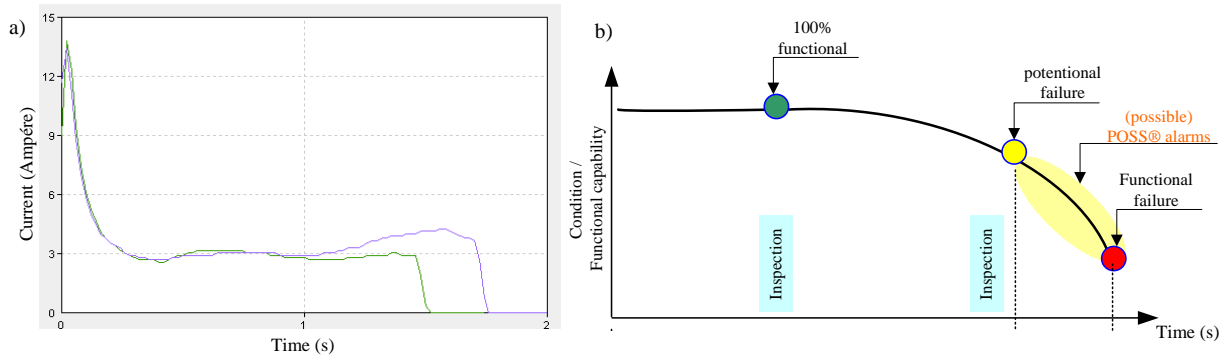 a)
15
12
9
6
3
0
Current (Ampére)
0
1
2
Time (s)
b)
100%
functional
potentional
failure
(possible)
POSS® alarms
Functional
failure
Condition /
Functional capability
Inspection
Inspection
Time (s)